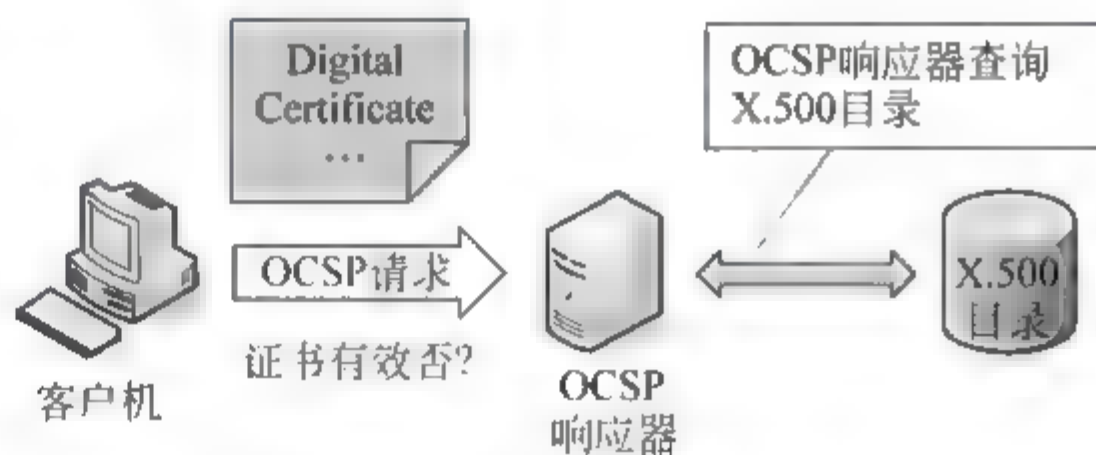 Digital
Certificate
...
OCSP响应器查询
X.500目录
OCSP请求
证书有效否?
客户机
OCSP
响应器
X.500
目录